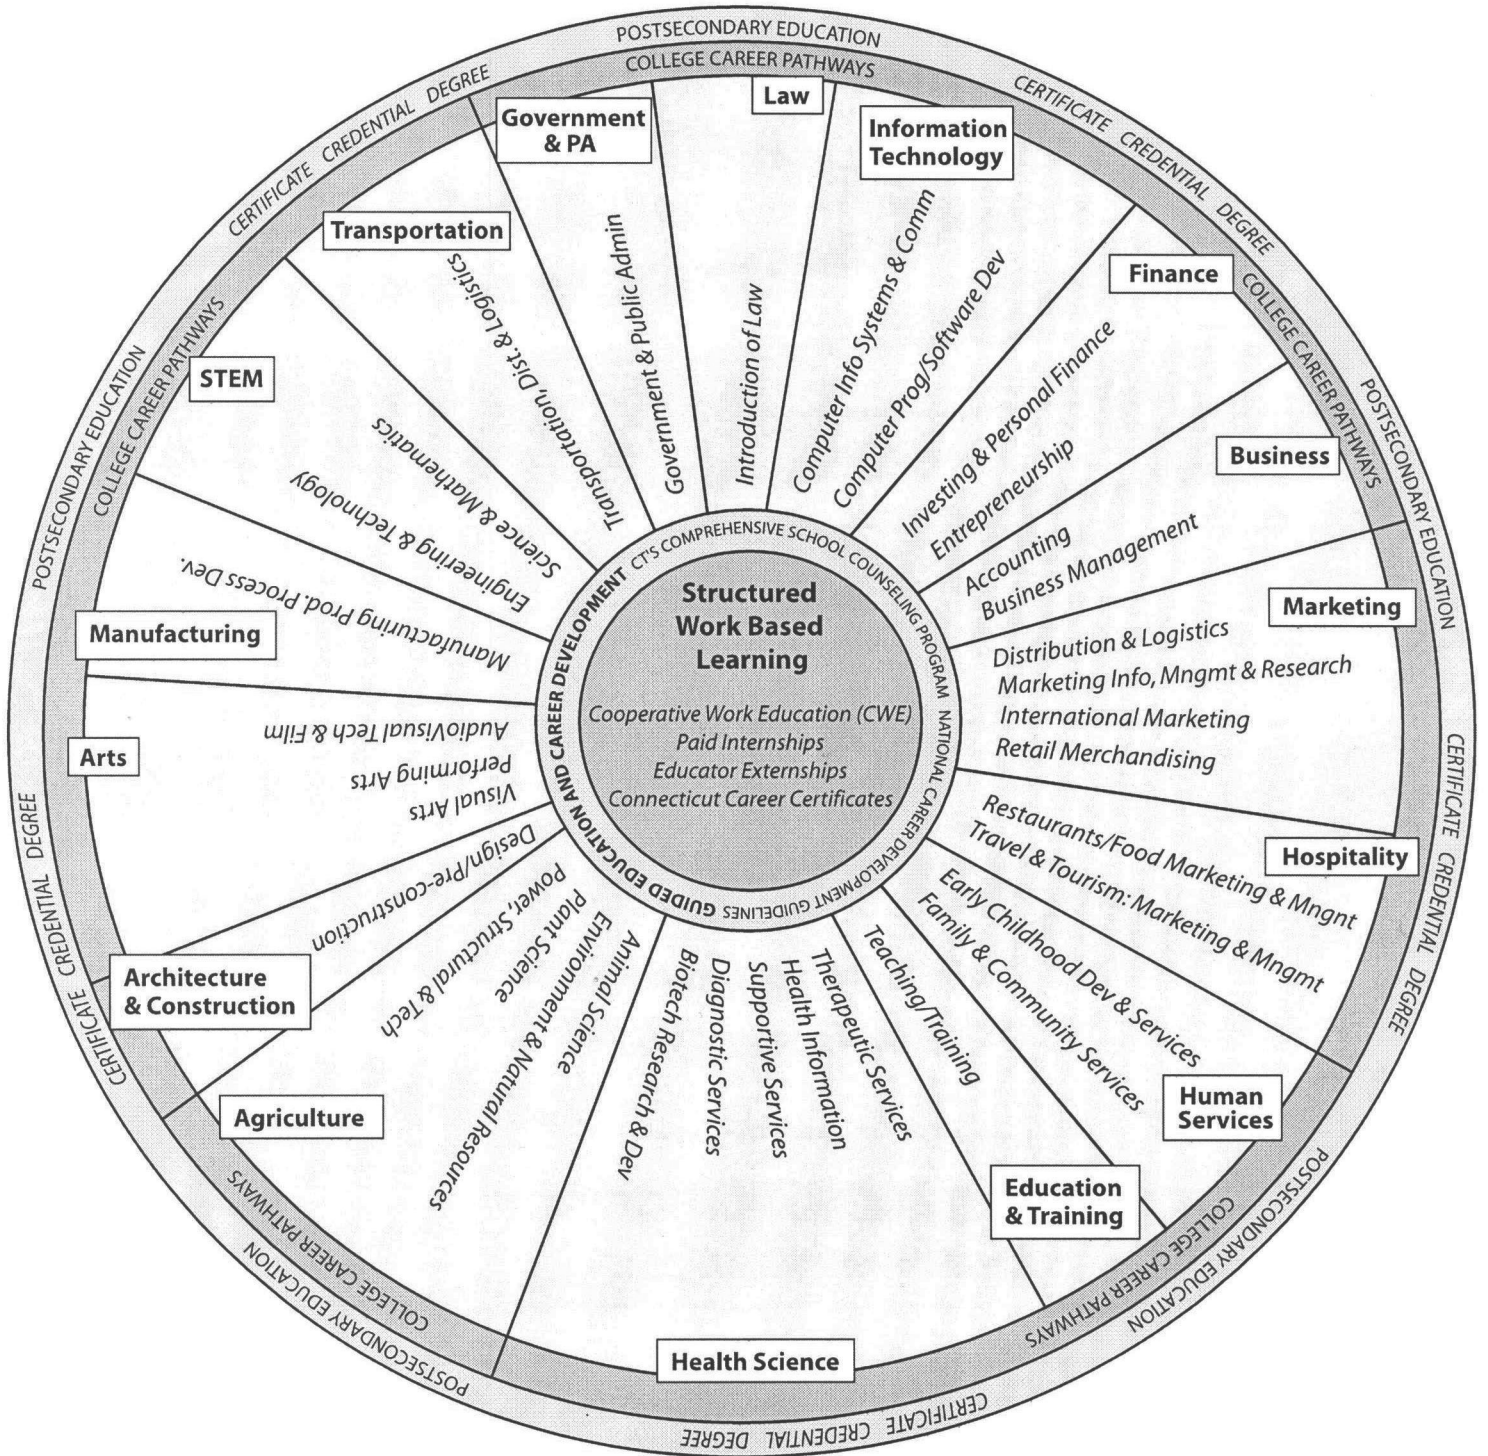 POSTSECONDARY EDUCATION
COLLEGE CAREER PATHWAYS
CERTIFICATE CREDENTIAL DEGREE
CERTIFICATE CREDENTIAL DEGREE
COLLEGE CAREER PATHWAYS
POSTSECONDARY EDUCATION
CERTIFICATE CREDENTIAL DEGREE
POSTSECONDARY EDUCATION
COLLEGE CAREER PATHWAYS
CERTIFICATE CREDENTIAL DEGREE
POSTSECONDARY EDUCATION
COLLEGE CAREER PATHWAYS
CERTIFICATE CREDENTIAL DEGREE
CERTIFICATE CREDENTIAL DEGREE
POSTSECONDARY EDUCATION
COLLEGE CAREER PATHWAYS
Law
Introduction of Law
Information
Technology
Computer Info Systems & Comm
Computer Prog/Software Dev
Finance
Investing & Personal Finance
Entrepreneurship
Business
Accounting
Business Management
Marketing
Distribution & Logistics
Marketing Info, Mngmt & Research
International Marketing
Retail Merchandising
Hospitality
Restaurants/Food Marketing & Mngnt
Travel & Tourism: Marketing & Mngmt
Human
Services
Early Childhood Dev & Services
Family & Community Services
Education
& Training
Teaching/Training
Health Science
Therapeutic Services
Health Information
Supportive Services
Diagnostic Services
Biotech Research & Dev
Agriculture
Animal Science
Environment & Natural Resources
Plant Science
Power, Structural & Tech
Architecture
& Construction
Design/Pre-construction
Arts
Visual Arts
Performing Arts
AudioVisual Tech & Film
Manufacturing
Manufacturing Prod. Process Dev.
STEM
Engineering & Technology
Science & Mathematics
Transportation
Transportation, Dist. & Logistics
Government
& PA
Government & Public Admin
GUIDED EDUCATION AND CAREER DEVELOPMENT
CT'S COMPREHENSIVE SCHOOL COUNSELING PROGRAM
NATIONAL CAREER DEVELOPMENT GUIDELINES
Structured
Work Based
Learning
Cooperative Work Education (CWE)
Paid Internships
Educator Externships
Connecticut Career Certificates